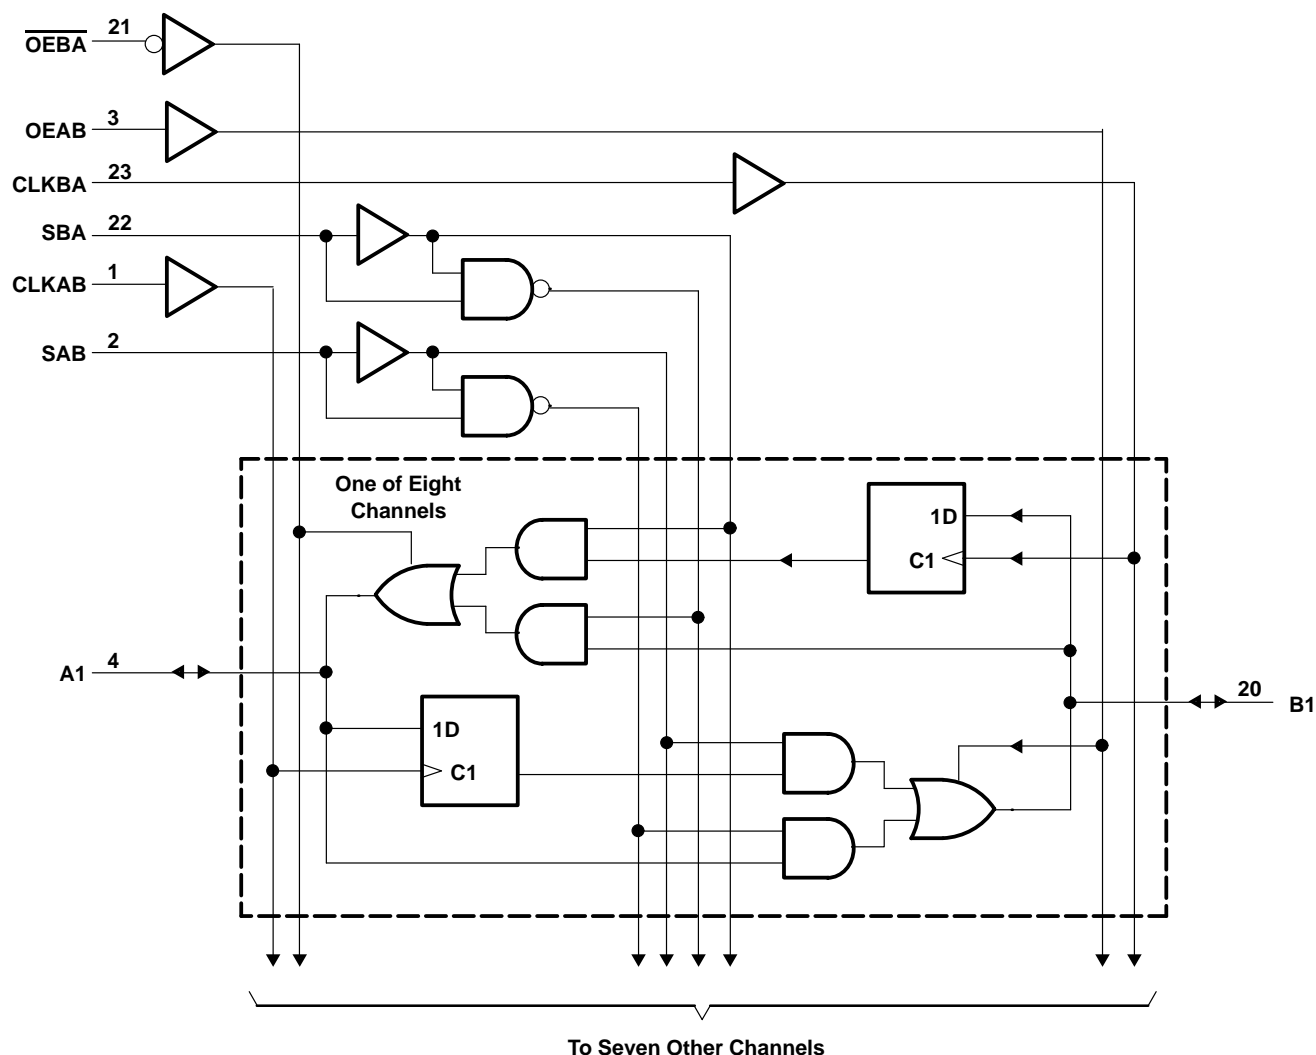 OEBA 21
OEAB 3
CLKBA 23
SBA 22
CLKAB 1
SAB 2
One of Eight
Channels
1D
C1
A1 4
20 B1
1D
C1
To Seven Other Channels